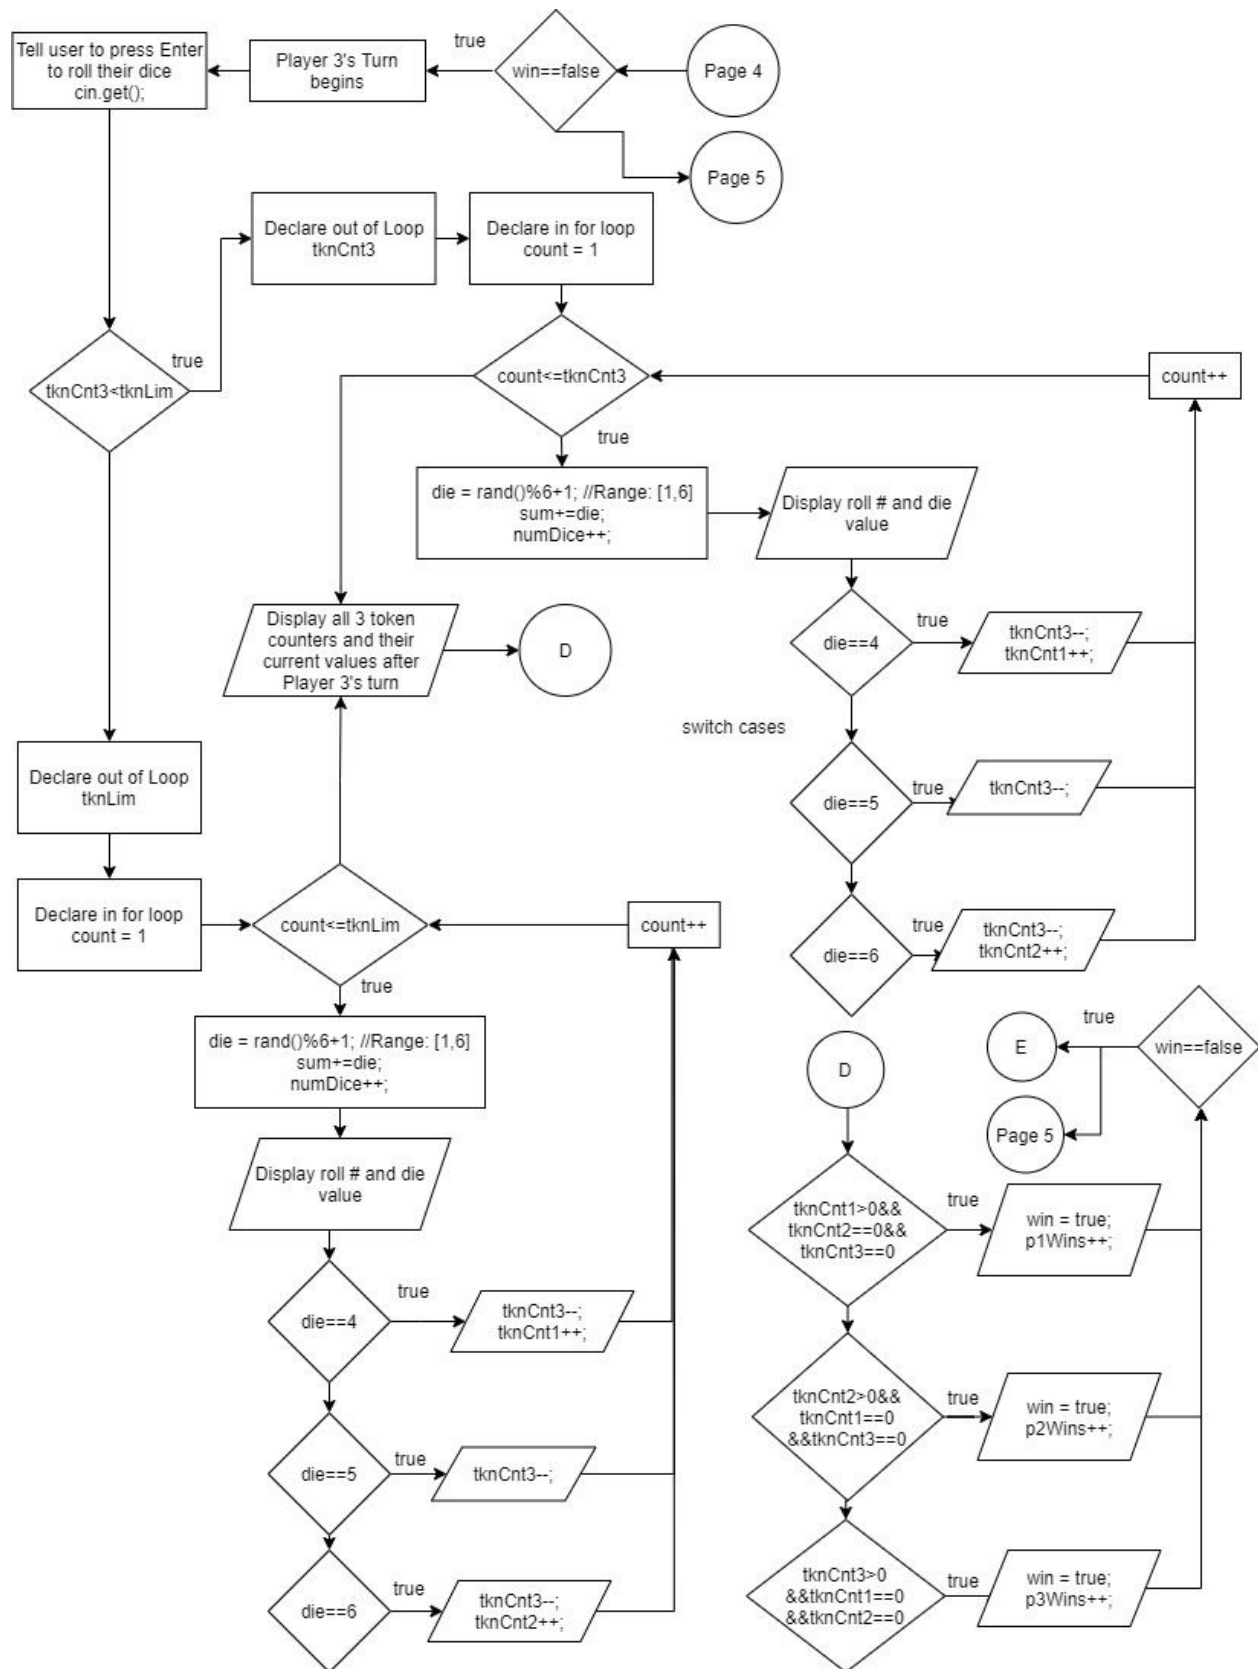 Tell user to press Enter
to roll their dice
cin.get();
Player 3's Turn
begins
true
win==false
Page 4
Page 5
Declare out of Loop
tknCnt3
Declare in for loop
count = 1
tknCnt3<tknLim
true
count<=tknCnt3
true
count++
die = rand()%6+1; //Range: [1,6]
sum+=die;
numDice++;
Display roll # and die
value
Display all 3 token
counters and their
current values after
Player 3's turn
D
die==4
true
tknCnt3--;
tknCnt1++;
switch cases
die==5
true
tknCnt3--;
die==6
true
tknCnt3--;
tknCnt2++;
Declare out of Loop
tknLim
Declare in for loop
count = 1
count<=tknLim
true
count++
die = rand()%6+1; //Range: [1,6]
sum+=die;
numDice++;
Display roll # and die
value
die==4
true
tknCnt3--;
tknCnt1++;
die==5
true
tknCnt3--;
die==6
true
tknCnt3--;
tknCnt2++;
D
E
true
win==false
Page 5
tknCnt1>0&&
tknCnt2==0&&
tknCnt3==0
true
win = true;
p1Wins++;
tknCnt2>0&&
tknCnt1==0
&&tknCnt3==0
true
win = true;
p2Wins++;
tknCnt3>0
&&tknCnt1==0
&&tknCnt2==0
true
win = true;
p3Wins++;